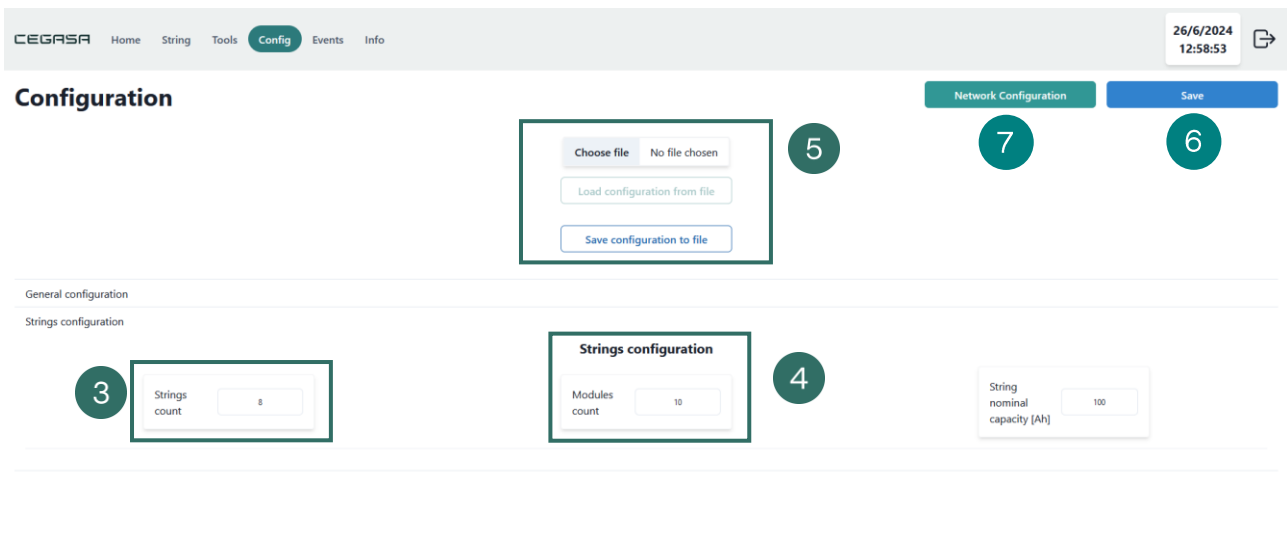 CEGASA Home String Tools Config Events Info
26/6/2024
12:58:53
Configuration
Network Configuration
Save
7
6
Choose file No file chosen
5
Load configuration from file
Save configuration to file
General configuration
Strings configuration
Strings configuration
3
Strings
count
8
Modules
count
10
4
String
nominal
capacity [Ah]
100